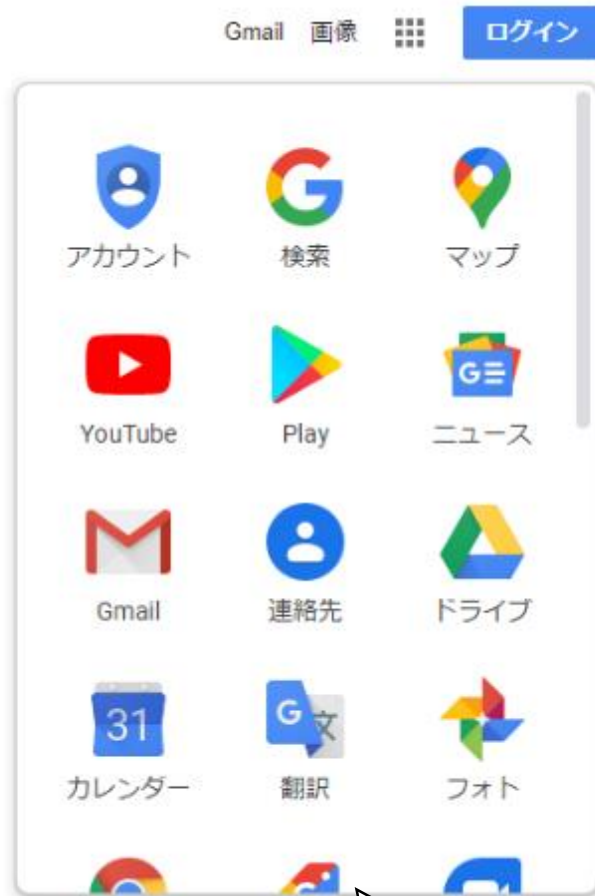 Gmail 画像 ログイン
アカウント 検索 マップ
G
YouTube Play ニュース
Gmail 連絡先 ドライブ
31 G 文
カレンダー 翻訳 フォト